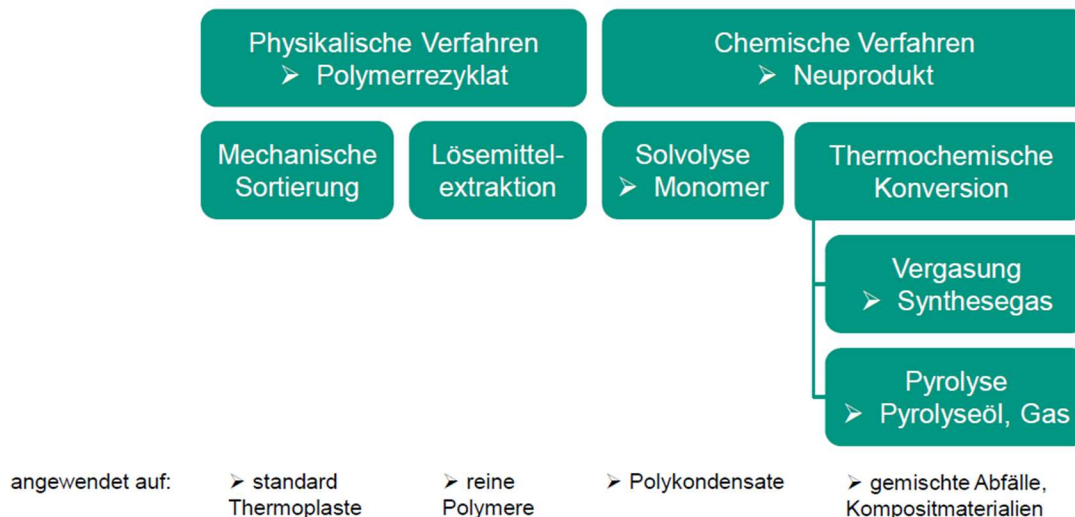 Physikalische Verfahren
➢ Polymerrezyklat
Chemische Verfahren
➢ Neuprodukt
Mechanische
Sortierung
Lösemittel-
extraktion
Solvolyse
➢ Monomer
Thermochemische
Konversion
Vergasung
➢ Synthesegas
Pyrolyse
➢ Pyrolyseöl, Gas
angewendet auf:
➢ standard
Thermoplaste
➢ reine
Polymere
➢ Polykondensate
➢ gemischte Abfälle,
Kompositmaterialien